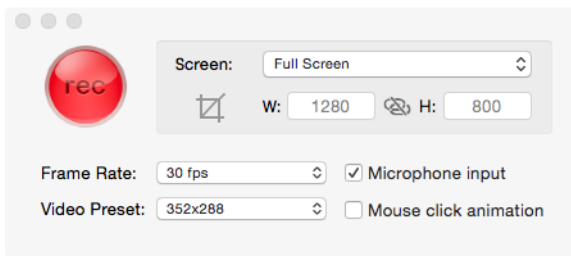 rec
Screen: Full Screen
W: 1280 H: 800
Frame Rate: 30 fps Microphone input
Video Preset: 352x288 Mouse click animation